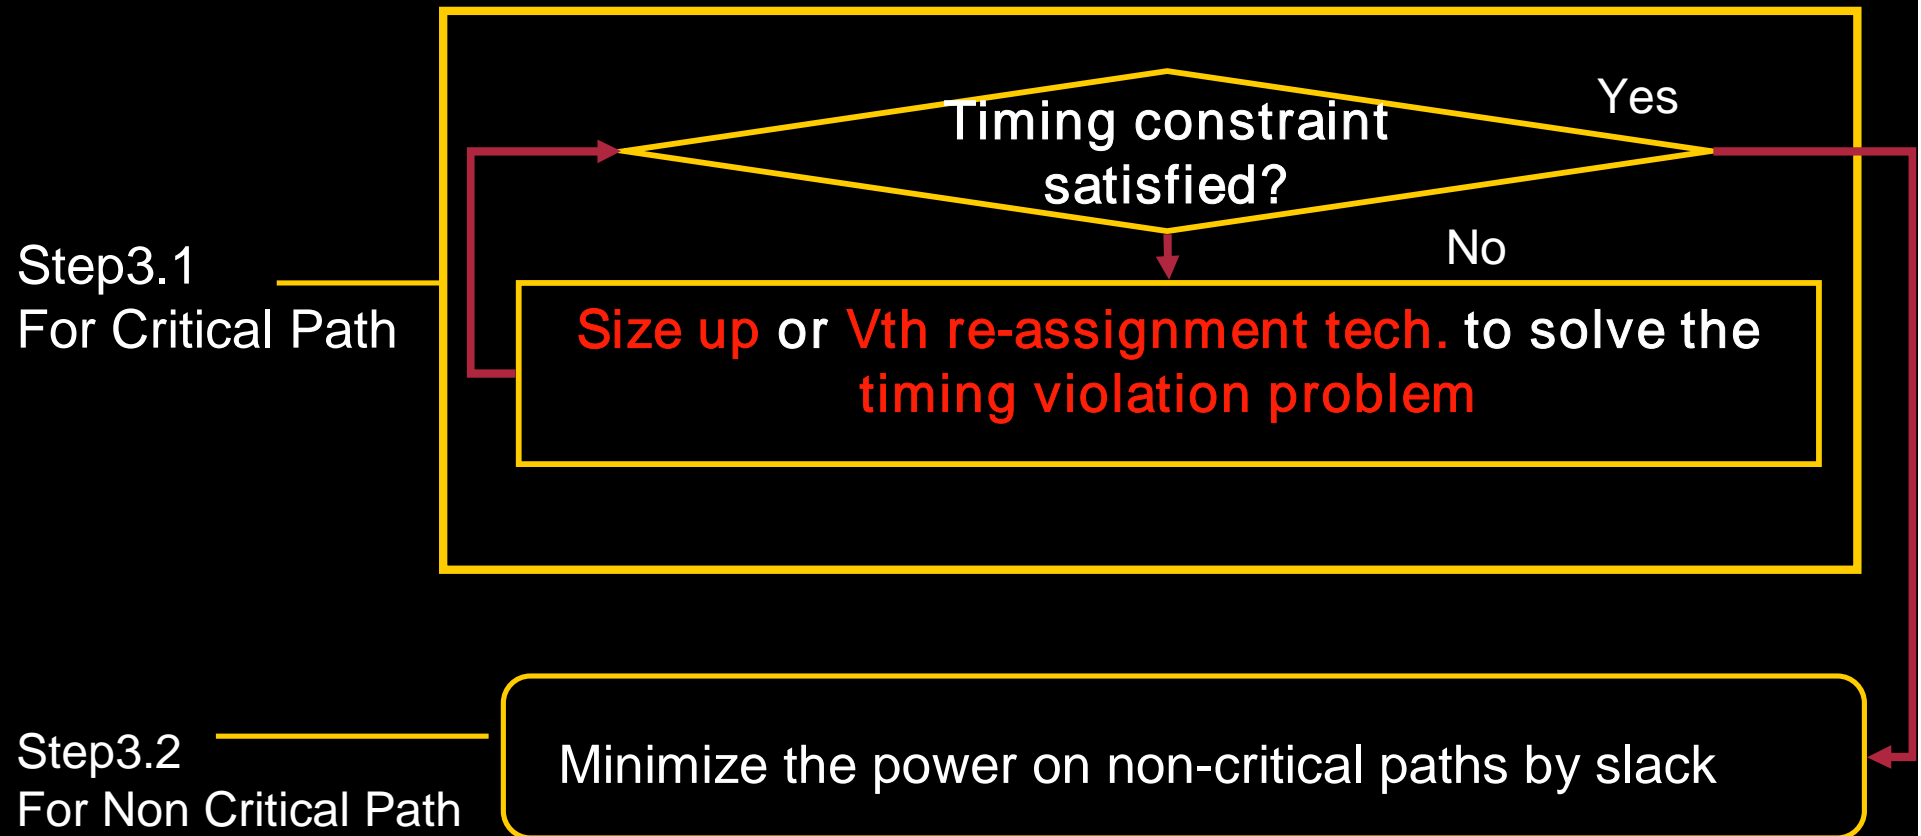 Timing constraint
satisfied?
Yes
No
Step3.1
For Critical Path
Size up or Vth re-assignment tech. to solve the
timing violation problem
Step3.2
For Non Critical Path
Minimize the power on non-critical paths by slack